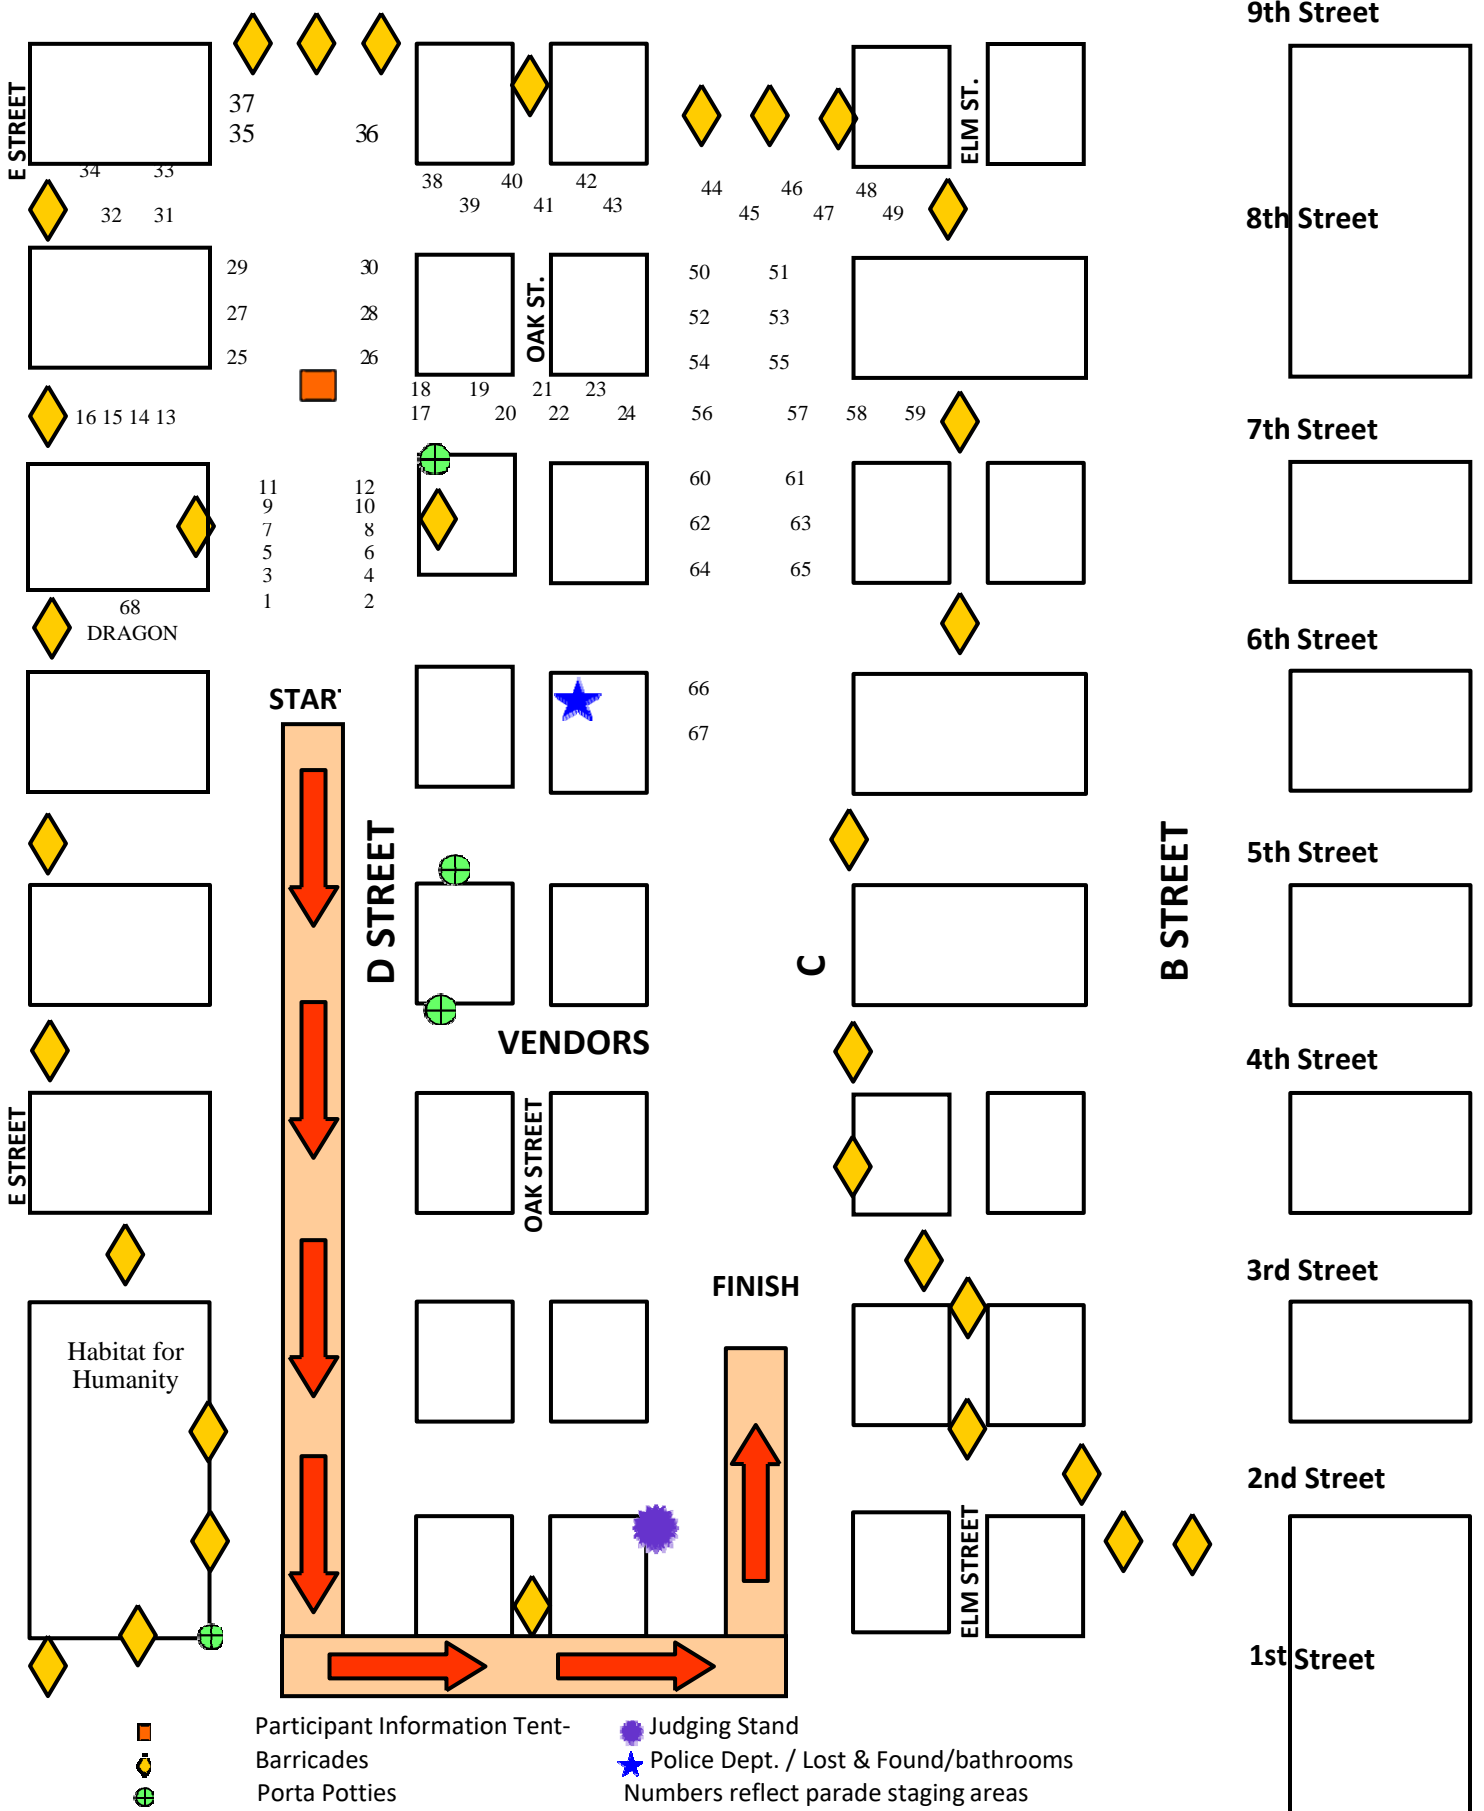 9th Street
E STREET
ELM ST.
37
35 36
34 33
38 40 42
44 46 48
32 31
39 41 43
45 47 49
8th Street
29 30
50 51
OAK ST.
27 28
52 53
25 26
54 55
18 19 21 23
16 15 14 13
17 20 22 24
56 57 58 59
7th Street
11 12
60 61
9 10
7 8
62 63
5 6
3 4
64 65
1 2
68
DRAGON
6th Street
START
66
67
D STREET
C
B STREET
5th Street
VENDORS
4th Street
E STREET
OAK STREET
FINISH
3rd Street
Habitat for
Humanity
2nd Street
ELM STREET
1st Street
Participant Information Tent-
Judging Stand
Barricades
Police Dept. / Lost & Found/bathrooms
Porta Potties
Numbers reflect parade staging areas